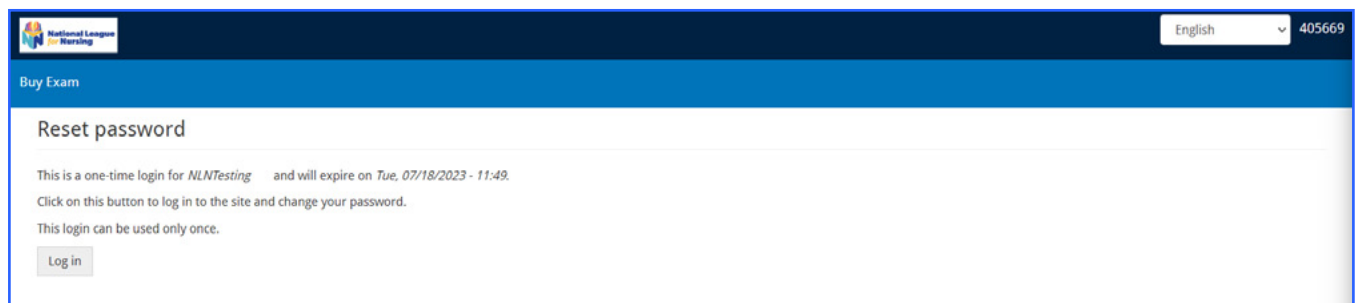 National League
for Nursing
English
405669
Buy Exam
Reset password
This is a one-time login for NLNTesting and will expire on Tue, 07/18/2023 - 11:49.
Click on this button to log in to the site and change your password.
This login can be used only once.
Log in